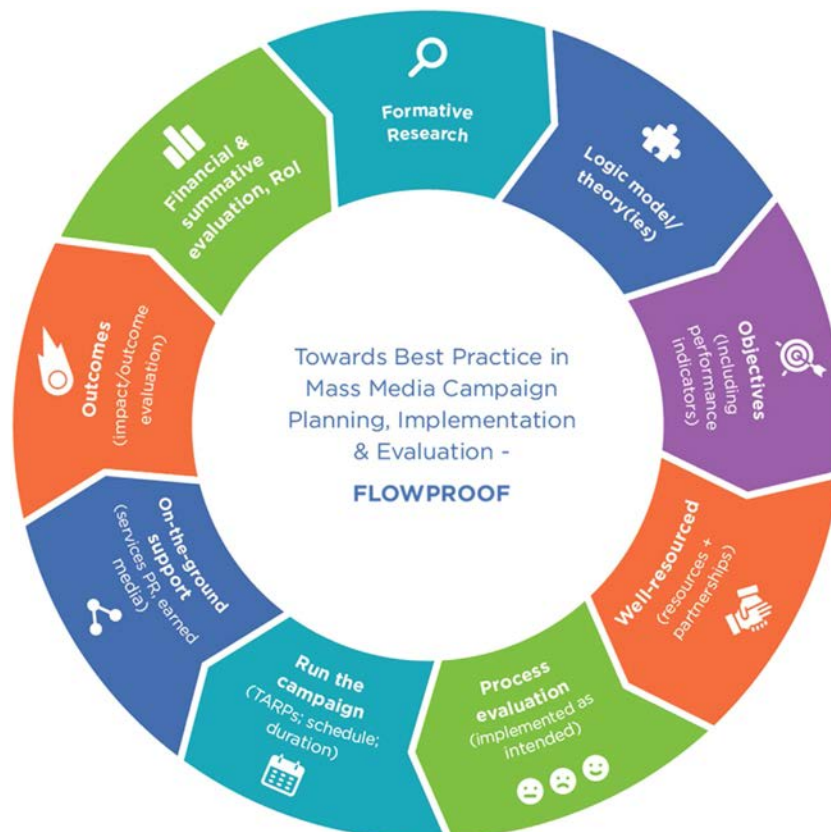 Formative
Research
Logic model/
theory(ies)
Objectives
(Including
performance
indicators)
Well-resourced
(resources +
partnerships)
Process
evaluation
(implemented as
intended)
Run the
campaign
(TARPs; schedule;
duration)
On-the-ground
support
(services PR, earned
media)
Outcomes
(impact/outcome
evaluation)
Financial &
summative
evaluation, RoI
Towards Best Practice in
Mass Media Campaign
Planning, Implementation
& Evaluation -
FLOWPROOF